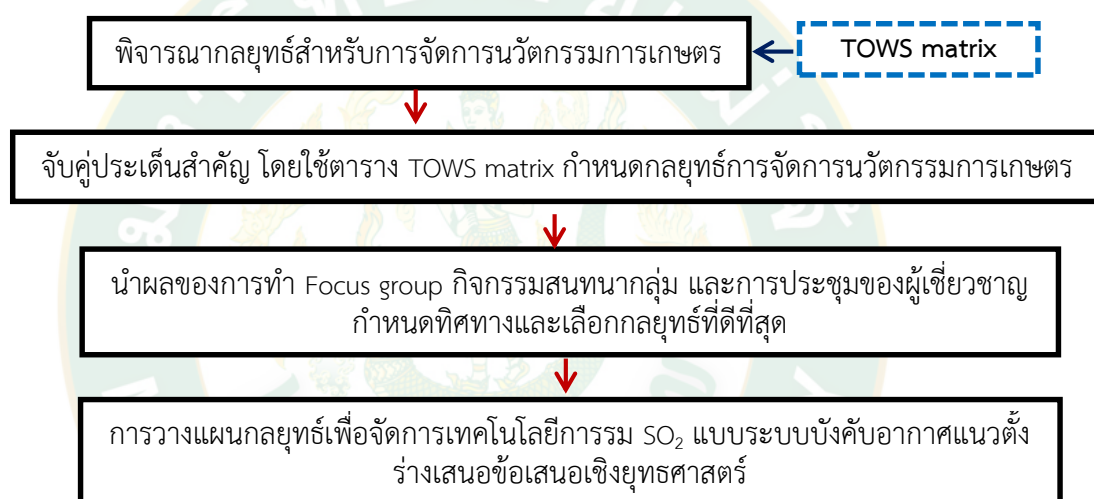 พิจารณากลยุทธ์สำหรับการจัดการนวัตกรรมการเกษตร
TOWS matrix
จับคู่ประเด็นสำคัญ โดยใช้ตาราง TOWS matrix กำหนดกลยุทธ์การจัดการนวัตกรรมการเกษตร
นำผลของการทำ Focus group กิจกรรมสนทนากลุ่ม และการประชุมของผู้เชี่ยวชาญ
กำหนดทิศทางและเลือกกลยุทธ์ที่ดีที่สุด
การวางแผนกลยุทธ์เพื่อจัดการเทคโนโลยีการรม SO₂ แบบระบบบังคับอากาศแนวตั้ง
ร่างเสนอข้อเสนอเชิงยุทธศาสตร์